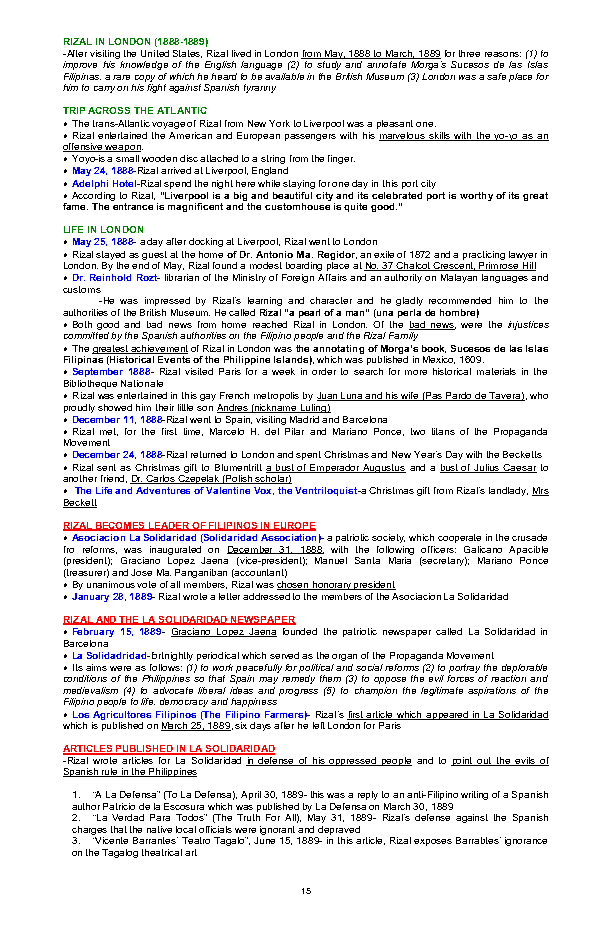 RIZAL IN LONDON (1888-1889)
-After visiting the United States, Rizal lived in London from May, 1888 to March, 1889 for three reasons: (1) to
improve his knowledge of the English language (2) to study and annotate Morga's Sucesos de las Islas
Filipinas, a rare copy of which he heard to be available in the British Museum (3) London was a safe place for
him to carry on his fight against Spanish tyranny
TRIP ACROSS THE ATLANTIC
• The trans-Atlantic voyage of Rizal from New York to Liverpool was a pleasant one.
• Rizal entertained the American and European passengers with his marvelous skills with the yo-yo as an
offensive weapon.
• Yoyo-is a small wooden disc attached to a string from the finger.
• May 24, 1888-Rizal arrived at Liverpool, England
• Adelphi Hotel-Rizal spend the night here while staying for one day in this port city
• According to Rizal, "Liverpool is a big and beautiful city and its celebrated port is worthy of its great
fame. The entrance is magnificent and the customhouse is quite good."
LIFE IN LONDON
• May 25, 1888- a day after docking at Liverpool, Rizal went to London
• Rizal stayed as guest at the home of Dr. Antonio Ma. Regidor, an exile of 1872 and a practicing lawyer in
London. By the end of May, Rizal found a modest boarding place at No. 37 Chalcot Crescent, Primrose Hill
• Dr. Reinhold Rozt- librarian of the Ministry of Foreign Affairs and an authority on Malayan languages and
customs
-He was impressed by Rizal's learning and character and he gladly recommended him to the
authorities of the British Museum. He called Rizal "a pearl of a man" (una perla de hombre)
• Both good and bad news from home reached Rizal in London. Of the bad news, were the injustices
committed by the Spanish authorities on the Filipino people and the Rizal Family
• The greatest achievement of Rizal in London was the annotating of Morga's book, Sucesos de las Islas
Filipinas (Historical Events of the Philippine Islands), which was published in Mexico, 1609.
• September 1888- Rizal visited Paris for a week in order to search for more historical materials in the
Bibliotheque Nationale
• Rizal was entertained in this gay French metropolis by Juan Luna and his wife (Pas Pardo de Tavera), who
proudly showed him their little son Andres (nickname Luling)
• December 11, 1888-Rizal went to Spain, visiting Madrid and Barcelona
• Rizal met, for the first time, Marcelo H. del Pilar and Mariano Ponce, two titans of the Propaganda
Movement
• December 24, 1888-Rizal returned to London and spent Christmas and New Year's Day with the Becketts
• Rizal sent as Christmas gift to Blumentritt a bust of Emperador Augustus and a bust of Julius Caesar to
another friend, Dr. Carlos Czepelak (Polish scholar)
• The Life and Adventures of Valentine Vox, the Ventriloquist-a Christmas gift from Rizal's landlady, Mrs
Beckett
RIZAL BECOMES LEADER OF FILIPINOS IN EUROPE
• Asociacion La Solidaridad (Solidaridad Association)- a patriotic society, which cooperate in the crusade
fro reforms, was inaugurated on December 31, 1888, with the following officers: Galicano Apacible
(president); Graciano Lopez Jaena (vice-president); Manuel Santa Maria (secretary); Mariano Ponce
(treasurer) and Jose Ma. Panganiban (accountant)
• By unanimous vote of all members, Rizal was chosen honorary president
• January 28, 1889- Rizal wrote a letter addressed to the members of the Asociacion La Solidaridad
RIZAL AND THE LA SOLIDARIDAD NEWSPAPER
• February 15, 1889- Graciano Lopez Jaena founded the patriotic newspaper called La Solidaridad in
Barcelona
• La Solidadridad-fortnightly periodical which served as the organ of the Propaganda Movement
• Its aims were as follows: (1) to work peacefully for political and social reforms (2) to portray the deplorable
conditions of the Philippines so that Spain may remedy them (3) to oppose the evil forces of reaction and
medievalism (4) to advocate liberal ideas and progress (5) to champion the legitimate aspirations of the
Filipino people to life, democracy and happiness
• Los Agricultores Filipinos (The Filipino Farmers)- Rizal's first article which appeared in La Solidaridad
which is published on March 25, 1889, six days after he left London for Paris
ARTICLES PUBLISHED IN LA SOLIDARIDAD
-Rizal wrote articles for La Solidaridad in defense of his oppressed people and to point out the evils of
Spanish rule in the Philippines
1. "A La Defensa" (To La Defensa), April 30, 1889- this was a reply to an anti-Filipino writing of a Spanish
author Patricio de la Escosura which was published by La Defensa on March 30, 1889
2. "La Verdad Para Todos" (The Truth For All), May 31, 1889- Rizal's defense against the Spanish
charges that the native local officials were ignorant and depraved
3. "Vicente Barrantes' Teatro Tagalo", June 15, 1889- in this article, Rizal exposes Barrables' ignorance
on the Tagalog theatrical art
15